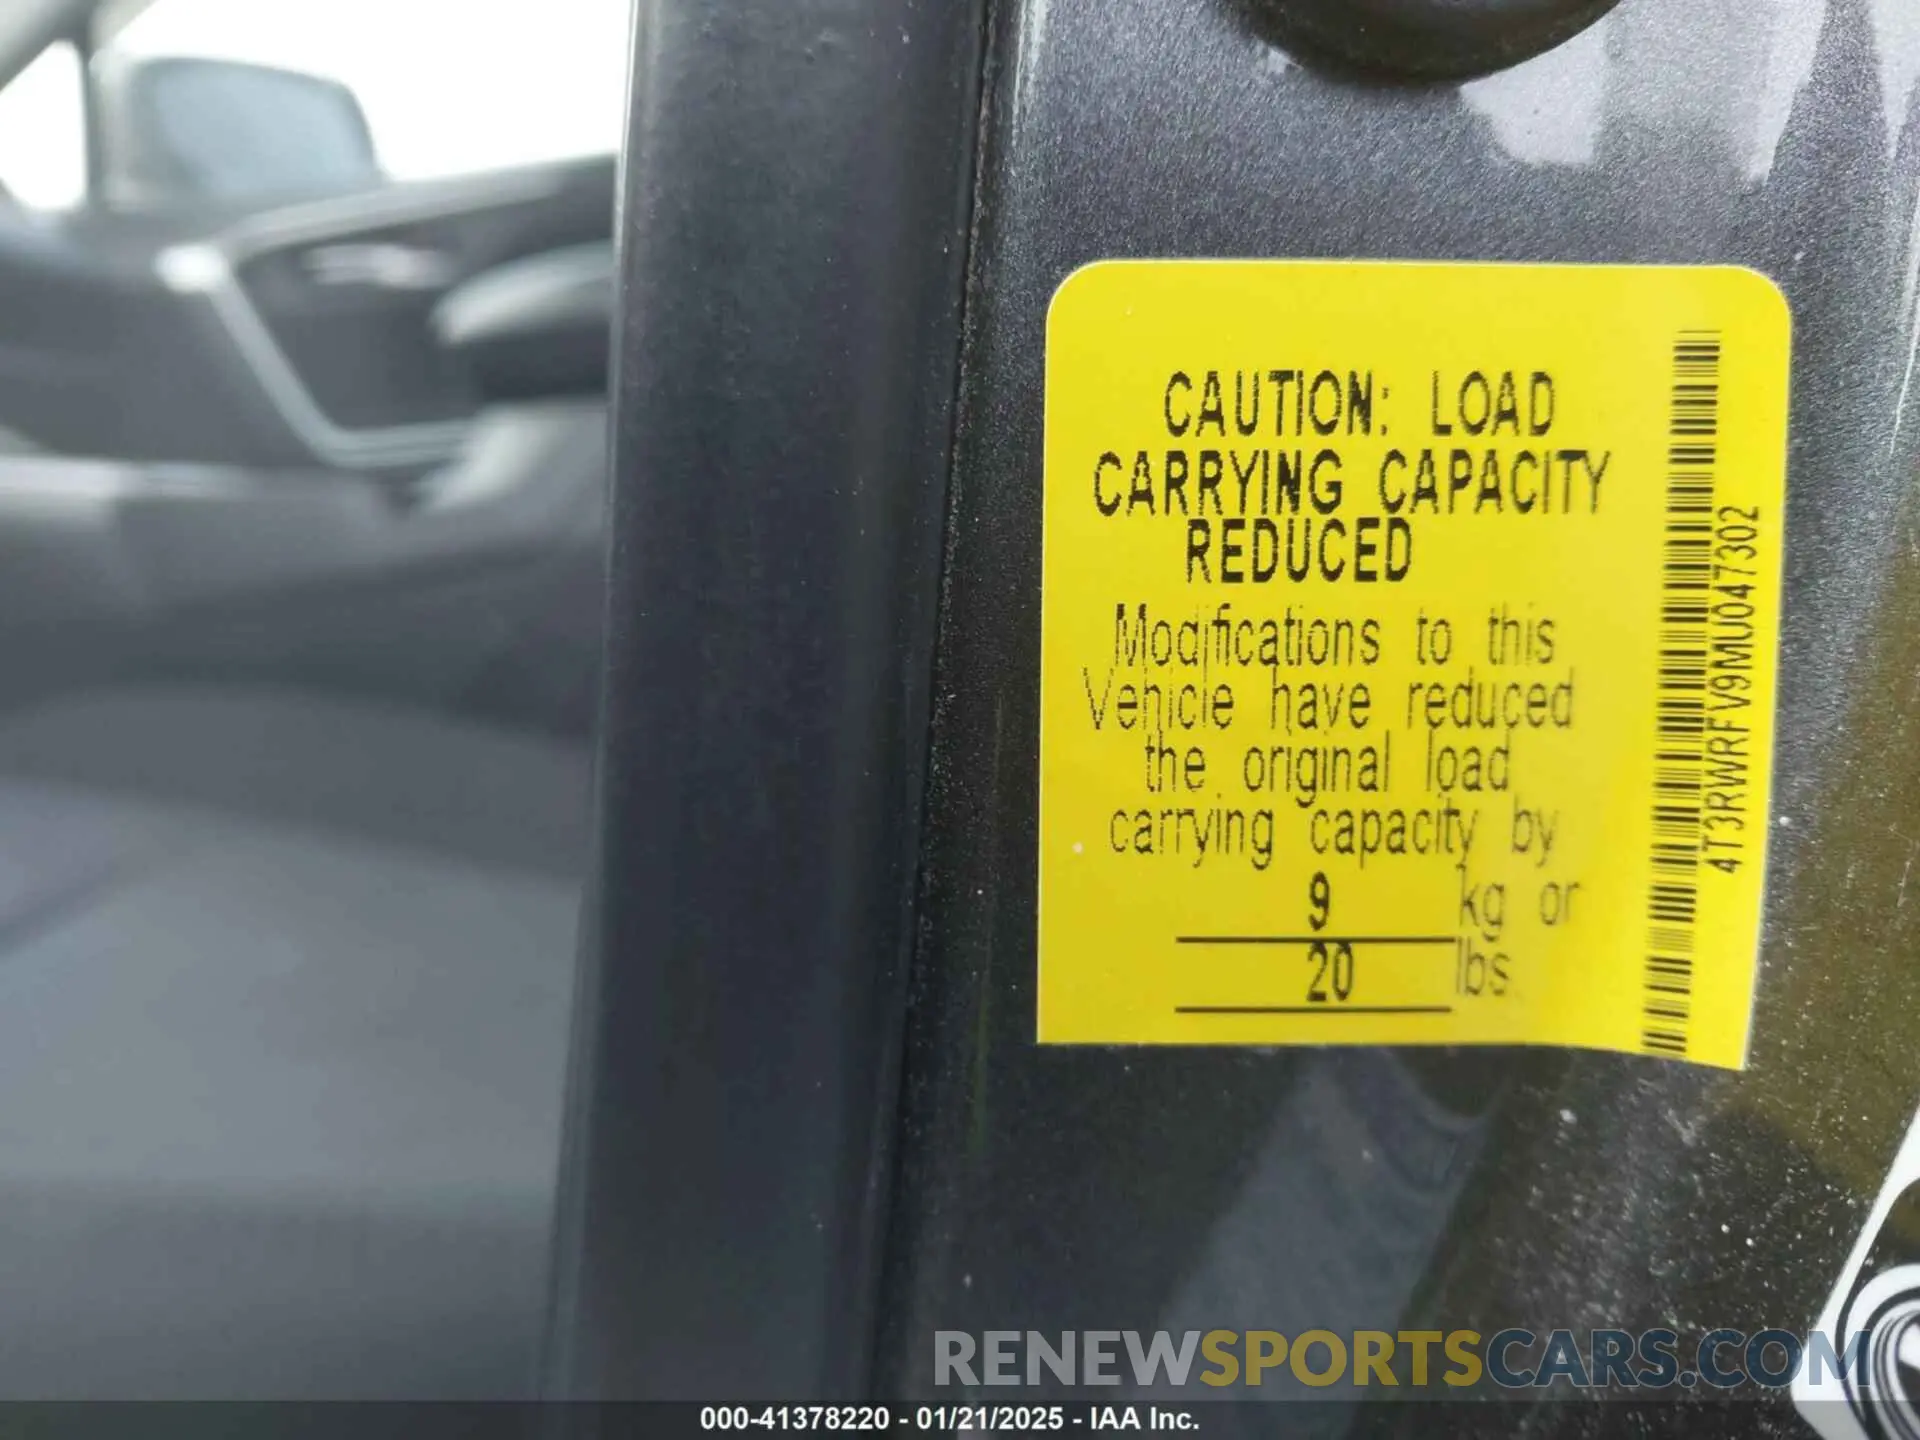 CAUTION: LOAD
CARRYING CAPACITY
REDUCED
Modifications to this
Vehicle have reduced
the original load
carrying capacity by
9 kg or
20 lbs.
4T3RWRFV9MU047302
RENEWSPORTSCARS.COM
000-41378220 - 01/21/2025 - IAA Inc.